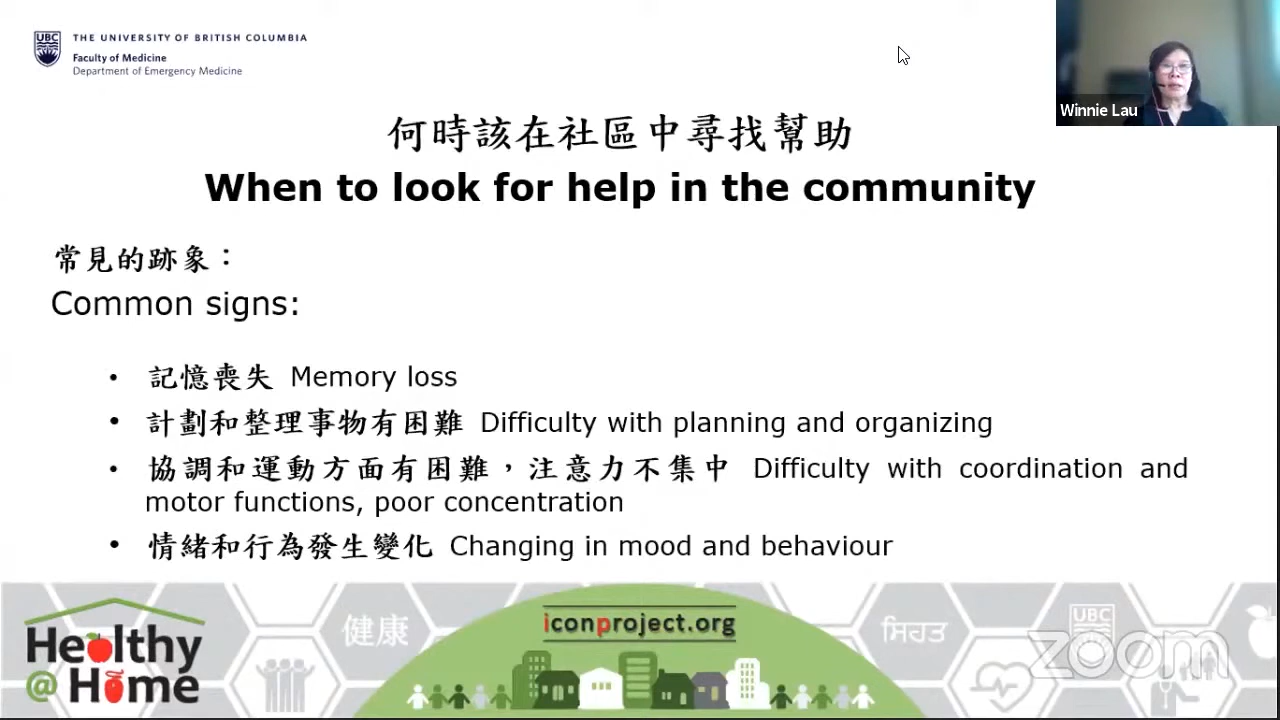 UBC
THE UNIVERSITY OF BRITISH COLUMBIA
Faculty of Medicine
Department of Emergency Medicine
Winnie Lau
何時該在社區中尋找幫助
When to look for help in the community
常見的跡象：
Common signs:
• 記憶喪失 Memory loss
• 計劃和整理事物有困難 Difficulty with planning and organizing
• 協調和運動方面有困難，注意力不集中 Difficulty with coordination and
motor functions, poor concentration
• 情緒和行為發生變化 Changing in mood and behaviour
Healthy
@ Home
健康
iconproject.org
ਸਿਹਤ
UBC
zoom